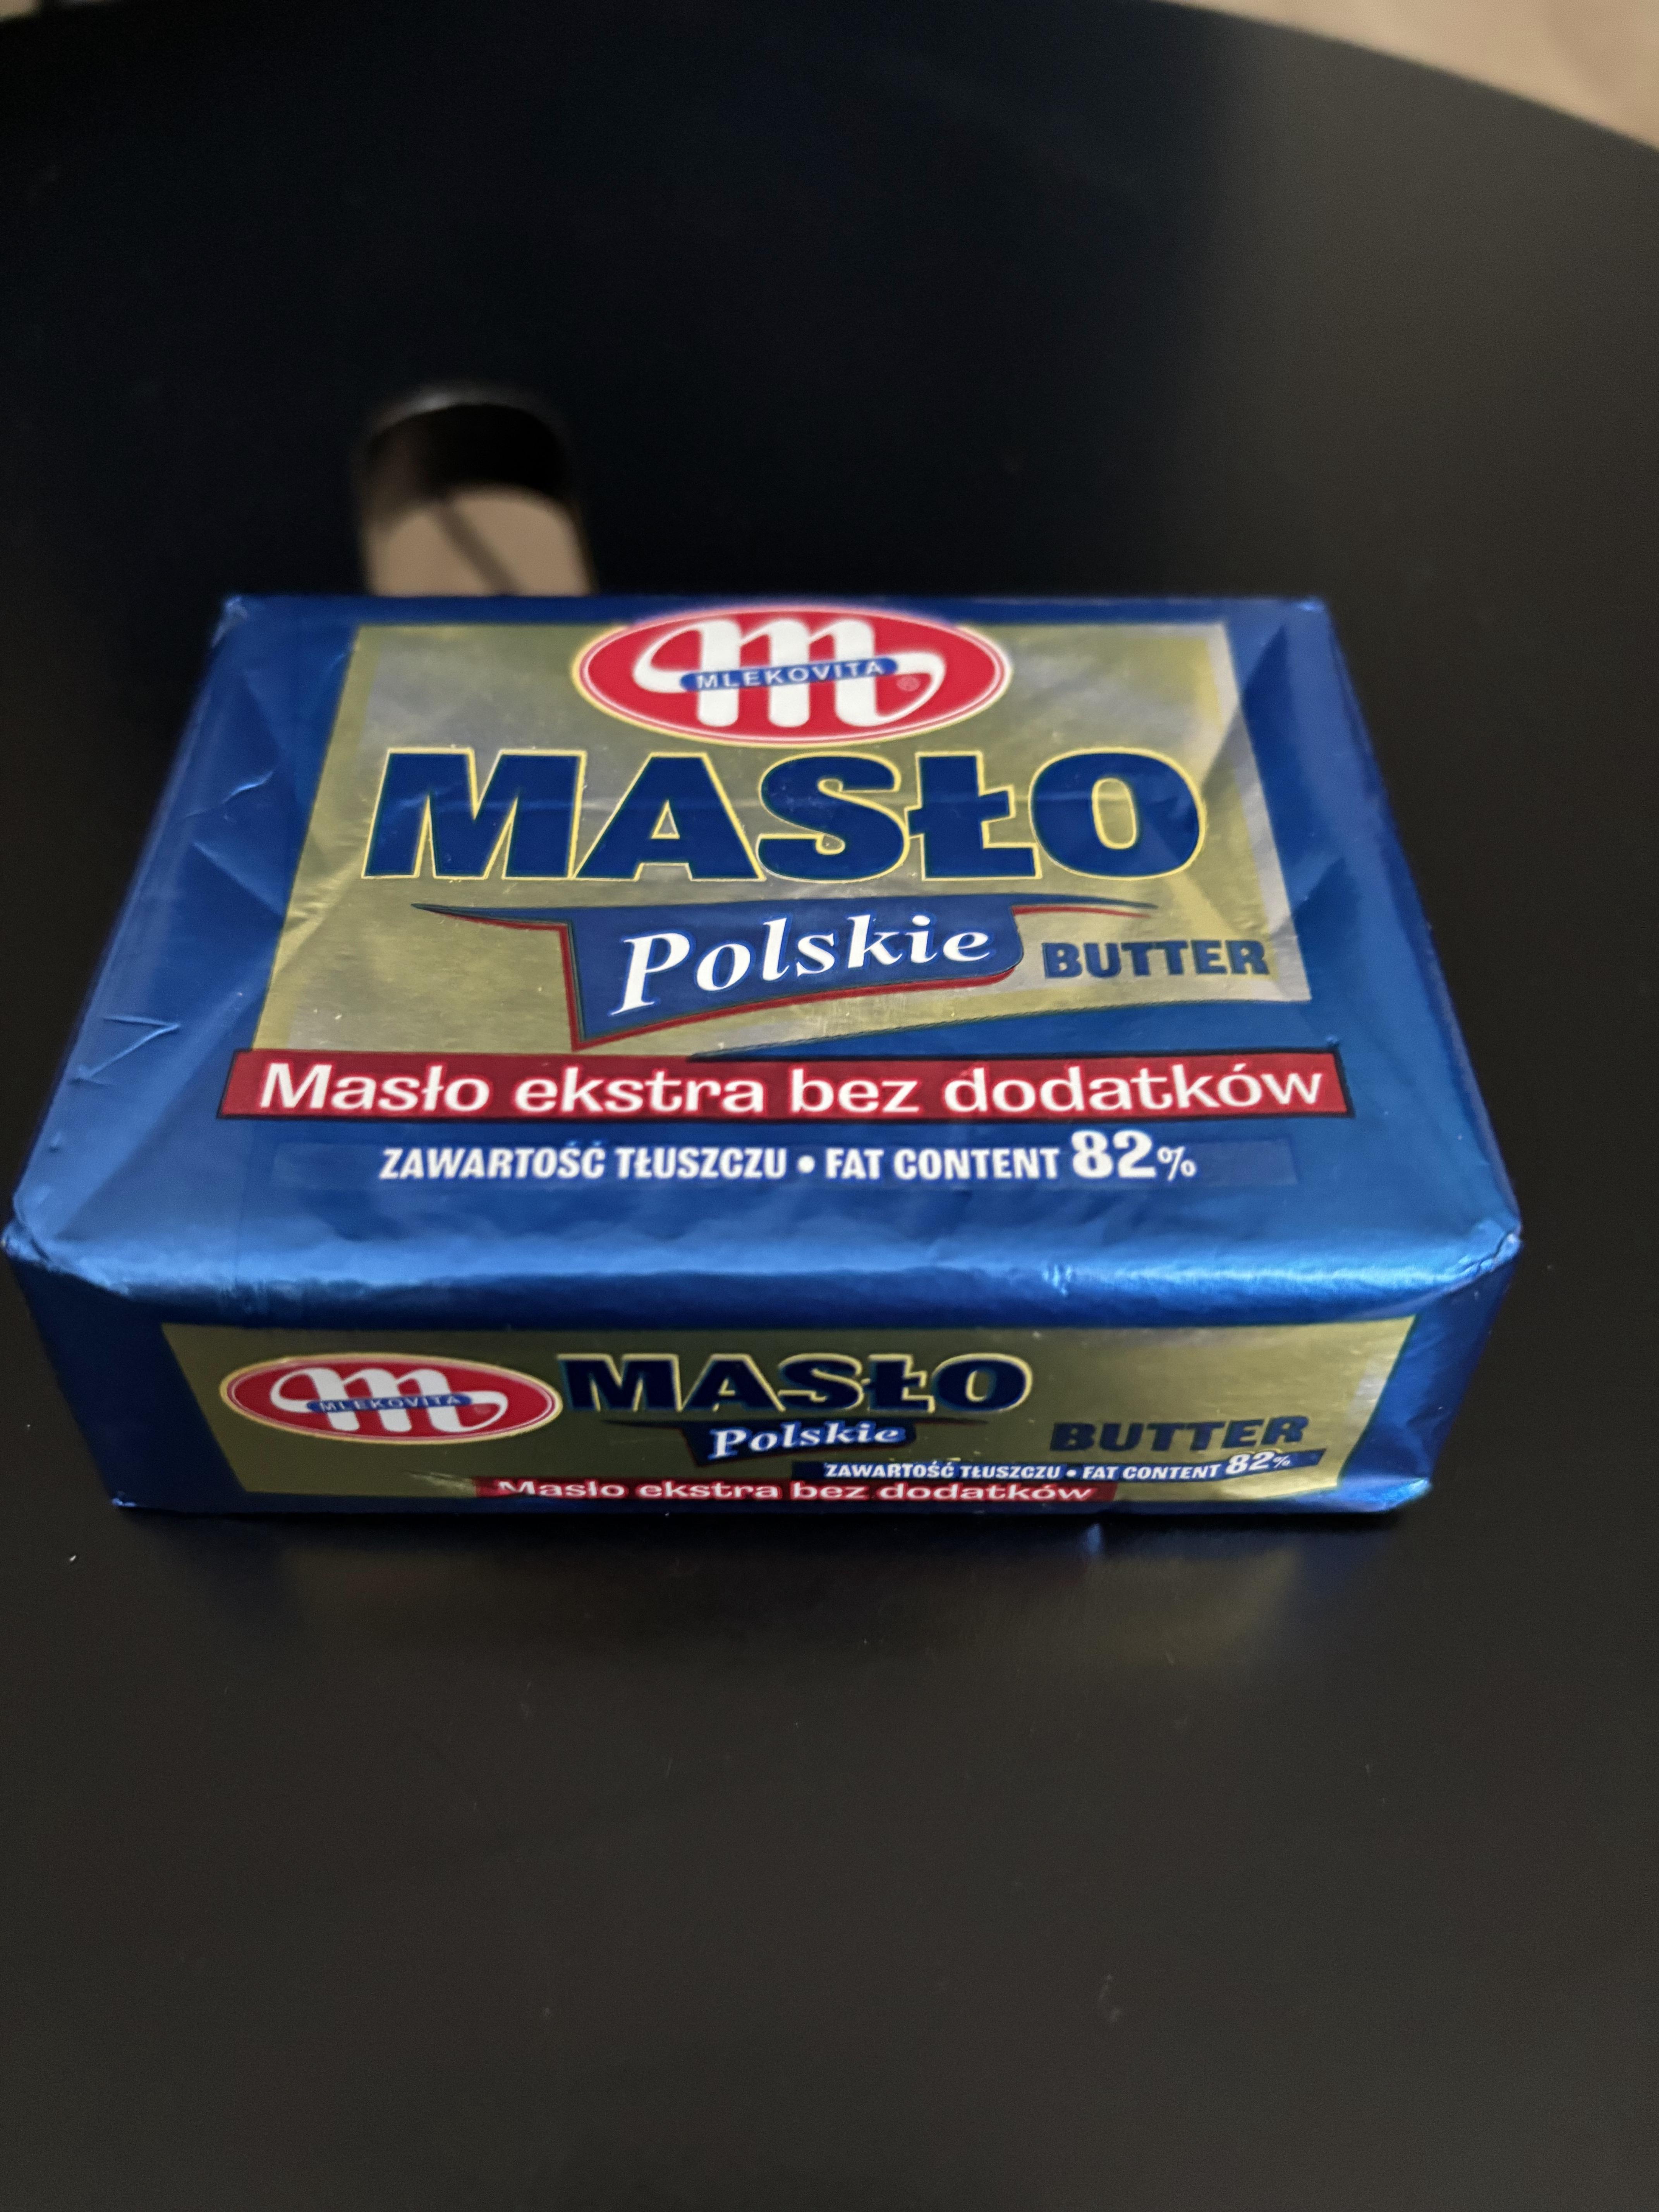 MLEKOVITA ®
MASŁO
Polskie BUTTER
Masło ekstra bez dodatków
ZAWARTOŚĆ TŁUSZCZU • FAT CONTENT 82%
MLEKOVITA
MASŁO
Polskie BUTTER
ZAWARTOŚĆ TŁUSZCZU • FAT CONTENT 82%
Masło ekstra bez dodatków